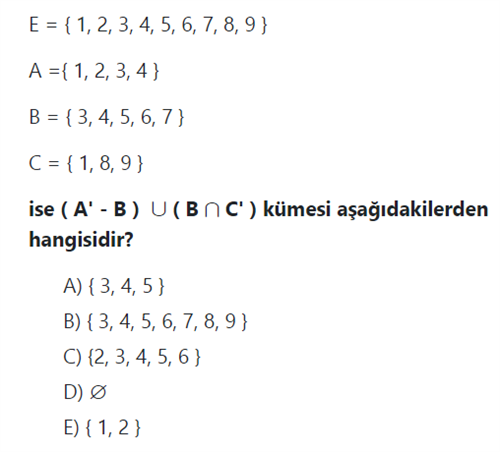 E = { 1, 2, 3, 4, 5, 6, 7, 8, 9 }
A ={ 1, 2, 3, 4 }
B = { 3, 4, 5, 6, 7 }
C = { 1, 8, 9 }
ise ( A' - B ) ∪ ( B ∩ C' ) kümesi aşağıdakilerden
hangisidir?
A) { 3, 4, 5 }
B) { 3, 4, 5, 6, 7, 8, 9 }
C) {2, 3, 4, 5, 6 }
D) ∅
E) { 1, 2 }